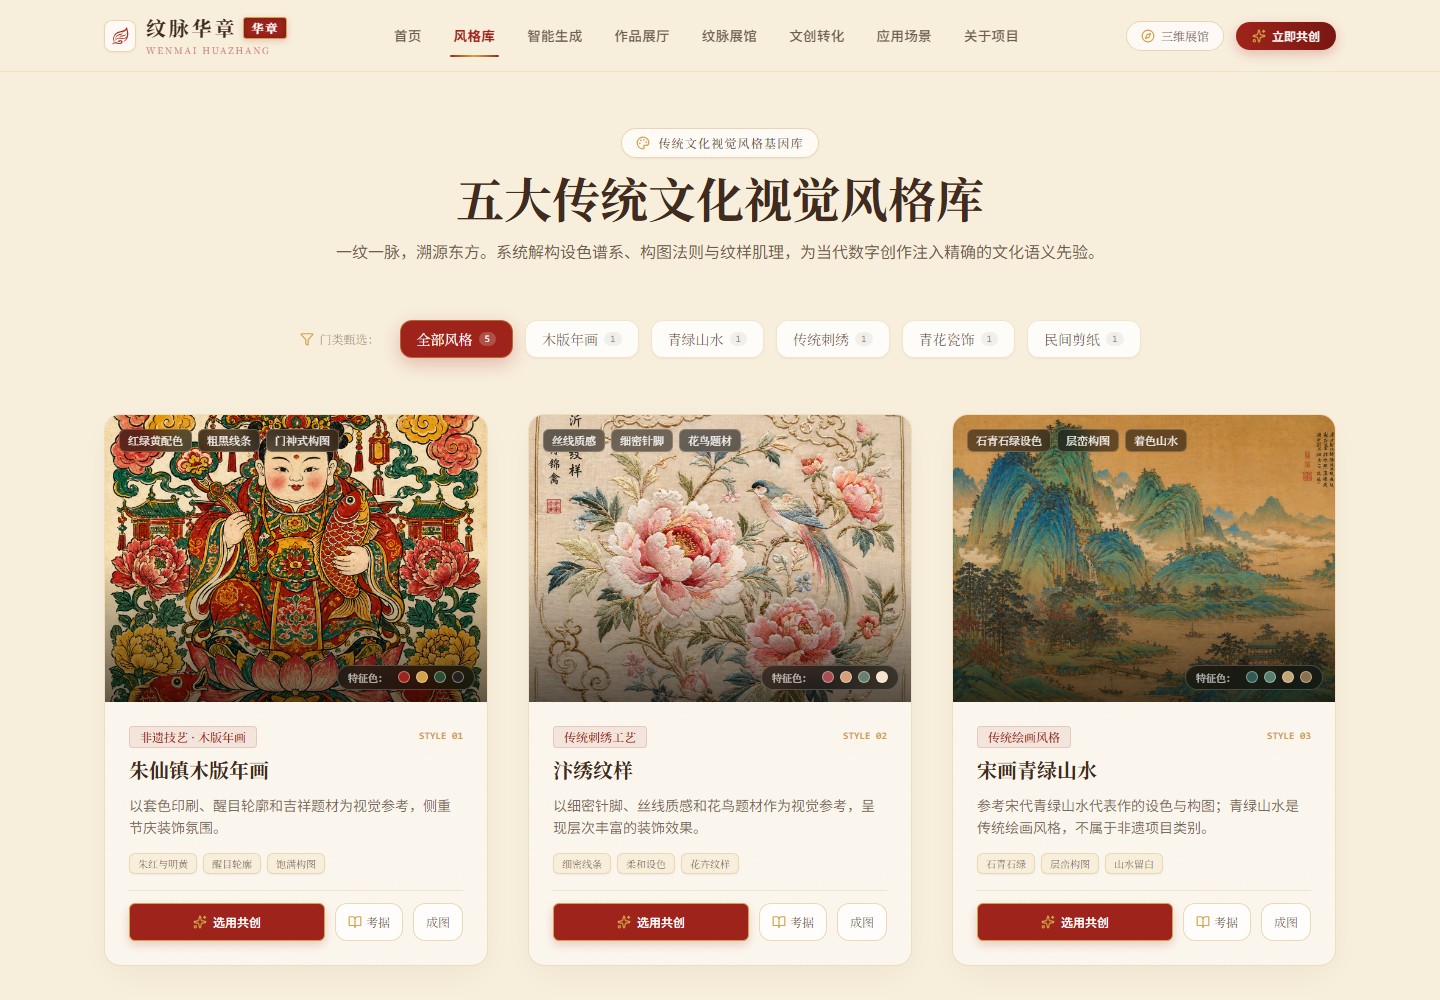 纹脉华章 华章
WENMAI HUAZHANG
首页 风格库 智能生成 作品展厅 纹脉展馆 文创转化 应用场景 关于项目
三维展馆 立即共创
传统文化视觉风格基因库
五大传统文化视觉风格库
一纹一脉，溯源东方。系统解构设色谱系、构图法则与纹样肌理，为当代数字创作注入精确的文化语义先验。
门类甄选： 全部风格 5 木版年画 1 青绿山水 1 传统刺绣 1 青花瓷饰 1 民间剪纸 1
红绿黄配色 粗黑线条 门神式构图
特征色：
非遗技艺 · 木版年画 STYLE 01
朱仙镇木版年画
以套色印刷、醒目轮廓和吉祥题材为视觉参考，侧重
节庆装饰氛围。
朱红与明黄 醒目轮廓 饱满构图
选用共创 考据 成图
丝线质感 细密针脚 花鸟题材
特征色：
传统刺绣工艺 STYLE 02
汴绣纹样
以细密针脚、丝线质感和花鸟题材作为视觉参考，呈
现层次丰富的装饰效果。
细密线条 柔和设色 花卉纹样
选用共创 考据 成图
石青石绿设色 层峦构图 着色山水
特征色：
传统绘画风格 STYLE 03
宋画青绿山水
参考宋代青绿山水代表作的设色与构图；青绿山水是
传统绘画风格，不属于非遗项目类别。
石青石绿 层峦构图 山水留白
选用共创 考据 成图